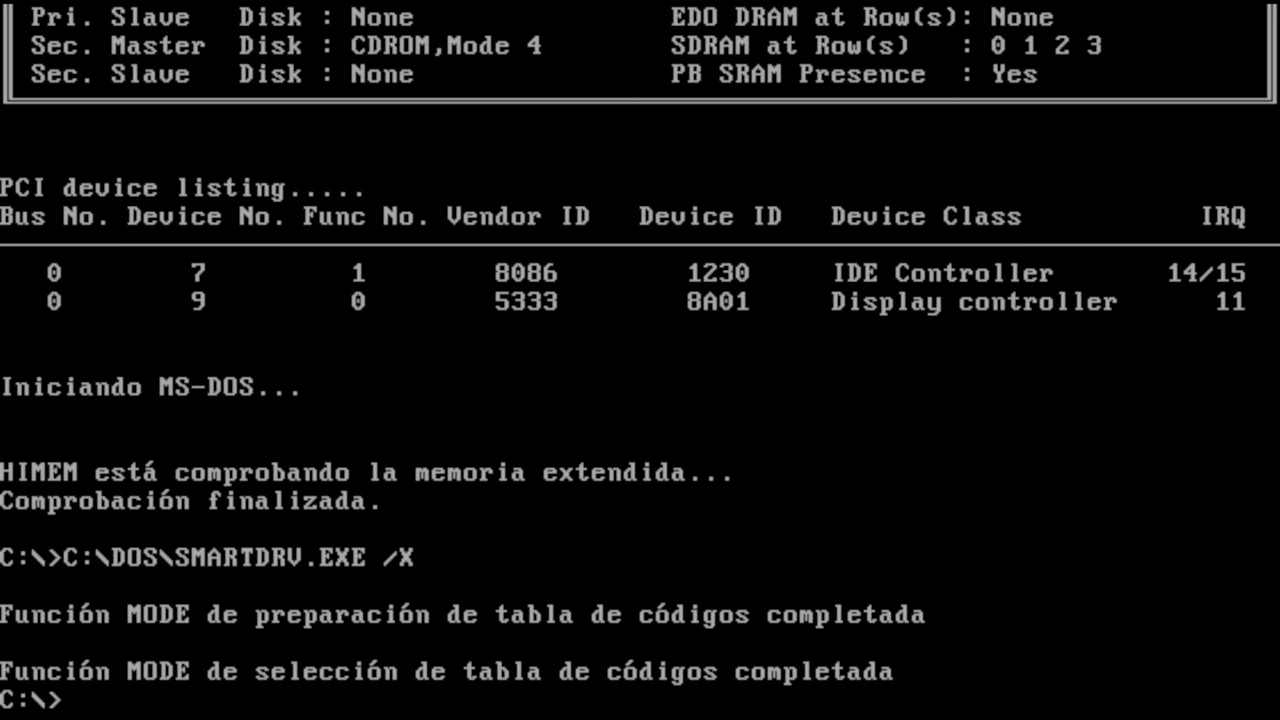 Pri. Slave Disk : None EDO DRAM at Row(s): None
Sec. Master Disk : CDROM,Mode 4 SDRAM at Row(s) : 0 1 2 3
Sec. Slave Disk : None PB SRAM Presence : Yes
PCI device listing.....
Bus No. Device No. Func No. Vendor ID Device ID Device Class IRQ
0 7 1 8086 1230 IDE Controller 14/15
0 9 0 5333 8A01 Display controller 11
Iniciando MS-DOS...
HIMEM está comprobando la memoria extendida...
Comprobación finalizada.
C:\>C:\DOS\SMARTDRV.EXE /X
Función MODE de preparación de tabla de códigos completada
Función MODE de selección de tabla de códigos completada
C:\>